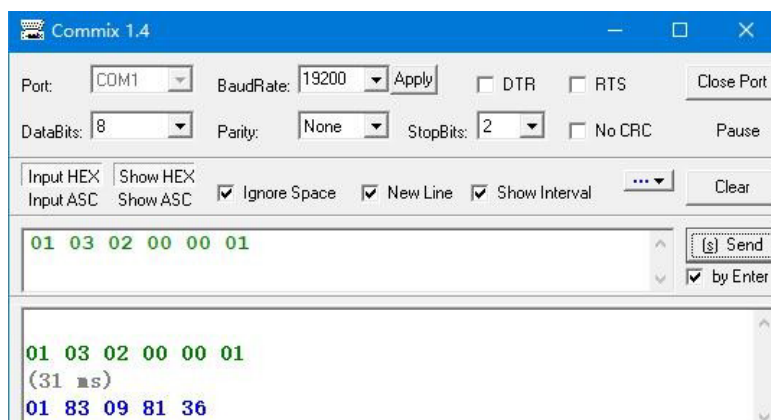 Commix 1.4
Port: COM1 BaudRate: 19200 Apply DTR RTS Close Port
DataBits: 8 Parity: None StopBits: 2 No CRC Pause
Input HEX Show HEX
Input ASC Show ASC Ignore Space New Line Show Interval ... Clear
01 03 02 00 00 01 (s) Send
by Enter
01 03 02 00 00 01
(31 ms)
01 83 09 81 36